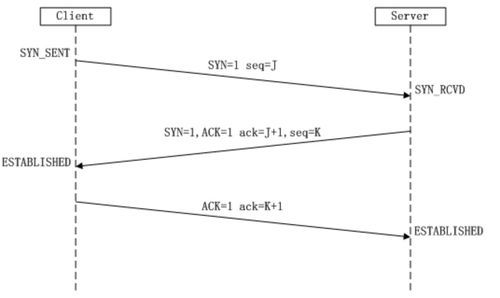 Client
Server
SYN_SENT
SYN=1 seq=J
SYN_RCVD
SYN=1,ACK=1 ack=J+1,seq=K
ESTABLISHED
ACK=1 ack=K+1
ESTABLISHED